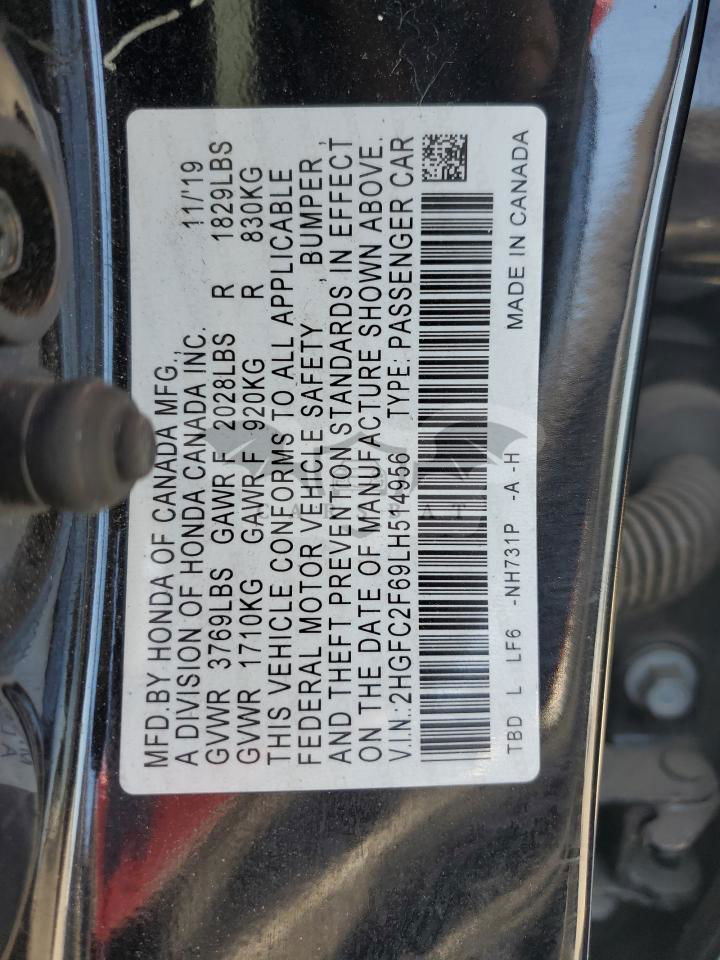 MFD.BY HONDA OF CANADA MFG., 11/19
A DIVISION OF HONDA CANADA INC.
GVWR 3769LBS GAWR F 2028LBS R 1829LBS
GVWR 1710KG GAWR F 920KG R 830KG
THIS VEHICLE CONFORMS TO ALL APPLICABLE
FEDERAL MOTOR VEHICLE SAFETY , BUMPER ,
AND THEFT PREVENTION STANDARDS IN EFFECT
ON THE DATE OF MANUFACTURE SHOWN ABOVE.
V.I.N.:2HGFC2F69LH514956 TYPE: PASSENGER CAR
TBD L LF6 -NH731P -A -H MADE IN CANADA